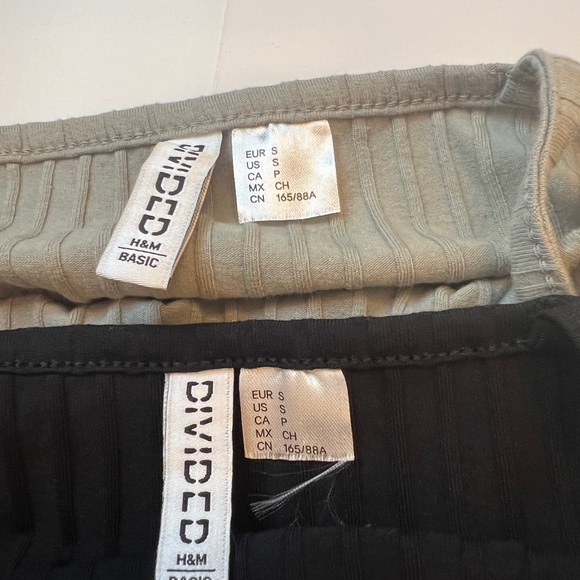 DIVIDED
H&M
BASIC
EUR S
US S
CA P
MX CH
CN 165/88A
DIVIDED
H&M
BASIC
EUR S
US S
CA P
MX CH
CN 165/88A